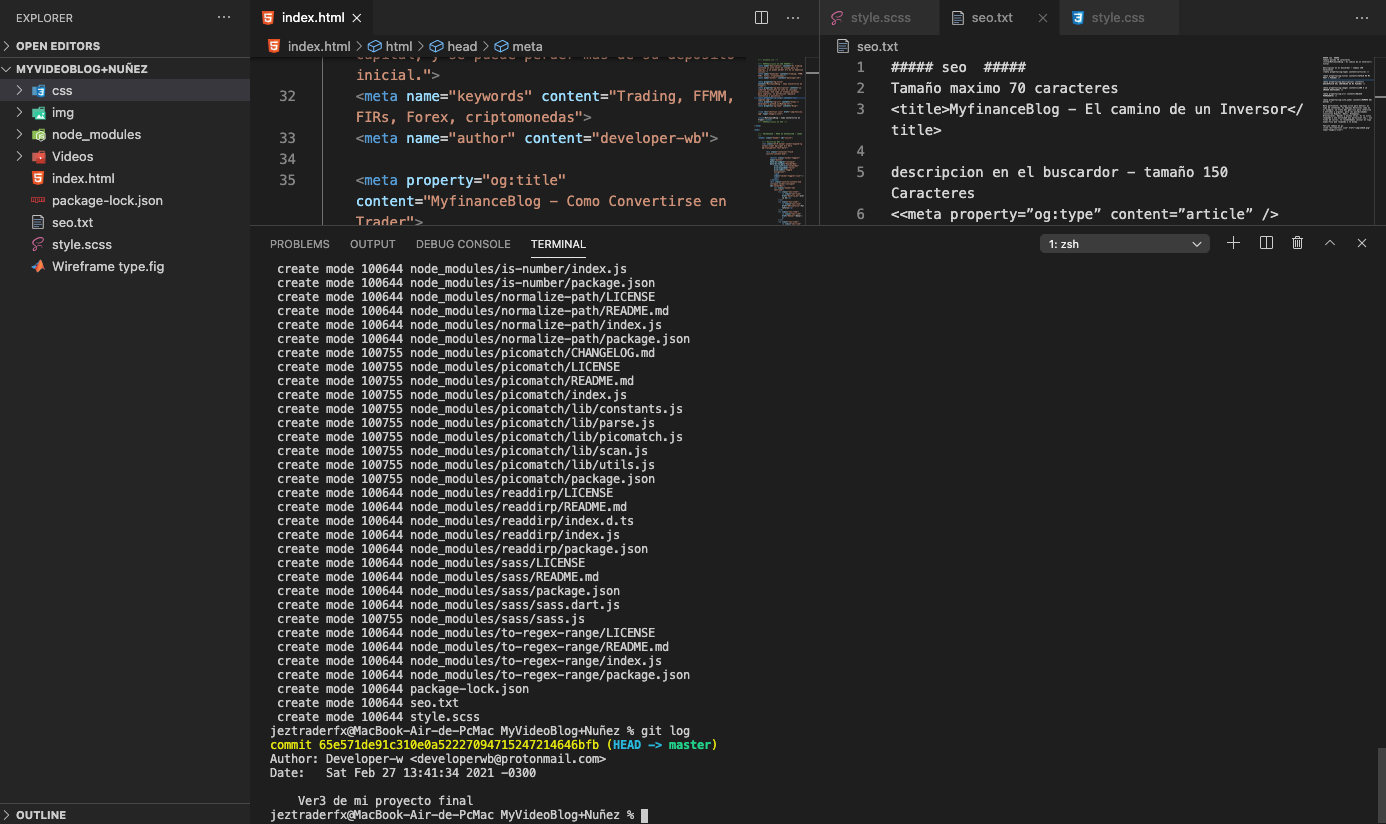 EXPLORER
OPEN EDITORS
MYVIDEOBLOG+NUÑEZ
css
img
node_modules
Videos
index.html
package-lock.json
seo.txt
style.scss
Wireframe type.fig
OUTLINE
index.html
index.html > html > head > meta
capital, y se puede perder más de su depósito
inicial.">
32 <meta name="keywords" content="Trading, FFMM,
FIRs, Forex, criptomonedas">
33 <meta name="author" content="developer-wb">
34
35 <meta property="og:title"
content="MyfinanceBlog - Como Convertirse en
Trader">
style.scss
seo.txt
style.css
seo.txt
1 ##### seo  #####
2 Tamaño maximo 70 caracteres
3 <title>MyfinanceBlog - El camino de un Inversor</
title>
4
5 descripcion en el buscardor - tamaño 150
Caracteres
6 <<meta property=”og:type” content=”article” />
PROBLEMS OUTPUT DEBUG CONSOLE TERMINAL
1: zsh
create mode 100644 node_modules/is-number/index.js
create mode 100644 node_modules/is-number/package.json
create mode 100644 node_modules/normalize-path/LICENSE
create mode 100644 node_modules/normalize-path/README.md
create mode 100644 node_modules/normalize-path/index.js
create mode 100644 node_modules/normalize-path/package.json
create mode 100755 node_modules/picomatch/CHANGELOG.md
create mode 100755 node_modules/picomatch/LICENSE
create mode 100755 node_modules/picomatch/README.md
create mode 100755 node_modules/picomatch/index.js
create mode 100755 node_modules/picomatch/lib/constants.js
create mode 100755 node_modules/picomatch/lib/parse.js
create mode 100755 node_modules/picomatch/lib/picomatch.js
create mode 100755 node_modules/picomatch/lib/scan.js
create mode 100755 node_modules/picomatch/lib/utils.js
create mode 100755 node_modules/picomatch/package.json
create mode 100644 node_modules/readdirp/LICENSE
create mode 100644 node_modules/readdirp/README.md
create mode 100644 node_modules/readdirp/index.d.ts
create mode 100644 node_modules/readdirp/index.js
create mode 100644 node_modules/readdirp/package.json
create mode 100644 node_modules/sass/LICENSE
create mode 100644 node_modules/sass/README.md
create mode 100644 node_modules/sass/package.json
create mode 100644 node_modules/sass/sass.dart.js
create mode 100755 node_modules/sass/sass.js
create mode 100644 node_modules/to-regex-range/LICENSE
create mode 100644 node_modules/to-regex-range/README.md
create mode 100644 node_modules/to-regex-range/index.js
create mode 100644 node_modules/to-regex-range/package.json
create mode 100644 package-lock.json
create mode 100644 seo.txt
create mode 100644 style.scss
jeztraderfx@MacBook-Air-de-PcMac MyVideoBlog+Nuñez % git log
commit 65e571de91c310e0a52227094715247214646bfb (HEAD -> master)
Author: Developer-w <developerwb@protonmail.com>
Date:   Sat Feb 27 13:41:34 2021 -0300
Ver3 de mi proyecto final
jeztraderfx@MacBook-Air-de-PcMac MyVideoBlog+Nuñez %